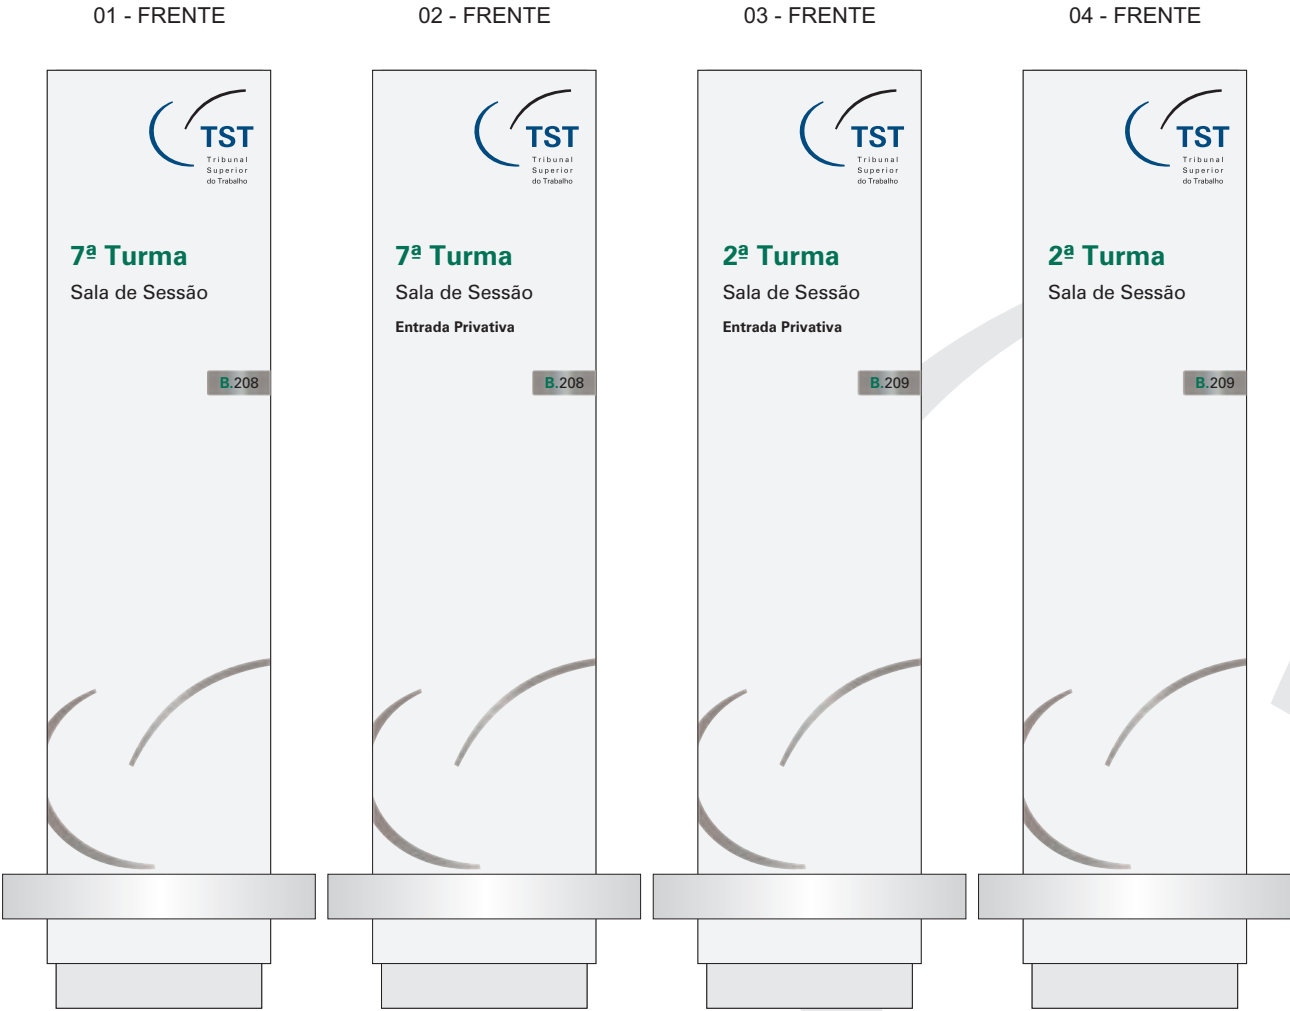 01 - FRENTE
02 - FRENTE
03 - FRENTE
04 - FRENTE
TST
Tribunal
Superior
do Trabalho
7ª Turma
Sala de Sessão
B.208
TST
Tribunal
Superior
do Trabalho
7ª Turma
Sala de Sessão
Entrada Privativa
B.208
TST
Tribunal
Superior
do Trabalho
2ª Turma
Sala de Sessão
Entrada Privativa
B.209
TST
Tribunal
Superior
do Trabalho
2ª Turma
Sala de Sessão
B.209